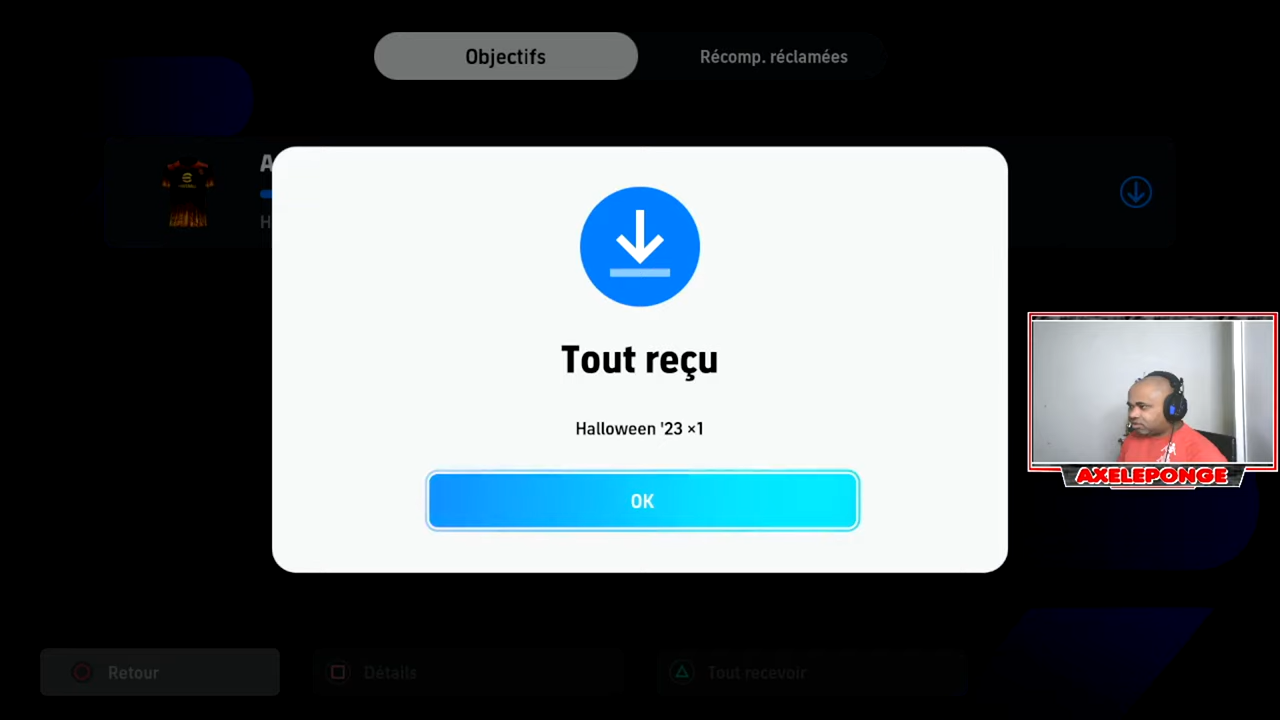 Objectifs
Récomp. réclamées
A
H
Tout reçu
Halloween '23 ×1
OK
AXELEPONGE
Retour
Détails
Tout recevoir